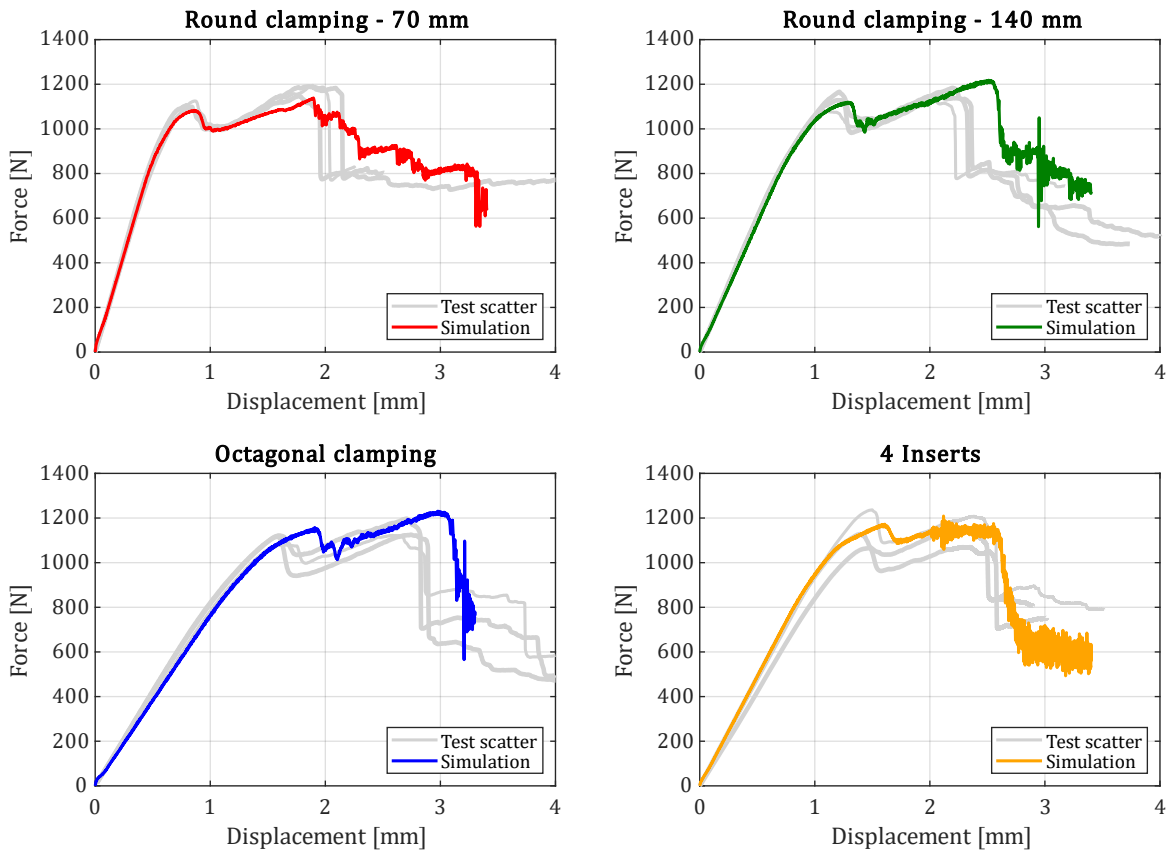 Round clamping - 70 mm
1400
1200
1000
800
600
400
200
0
Force [N]
0 1 2 3 4
Displacement [mm]
Test scatter
Simulation
Round clamping - 140 mm
1400
1200
1000
800
600
400
200
0
Force [N]
0 1 2 3 4
Displacement [mm]
Test scatter
Simulation
Octagonal clamping
1400
1200
1000
800
600
400
200
0
Force [N]
0 1 2 3 4
Displacement [mm]
Test scatter
Simulation
4 Inserts
1400
1200
1000
800
600
400
200
0
Force [N]
0 1 2 3 4
Displacement [mm]
Test scatter
Simulation